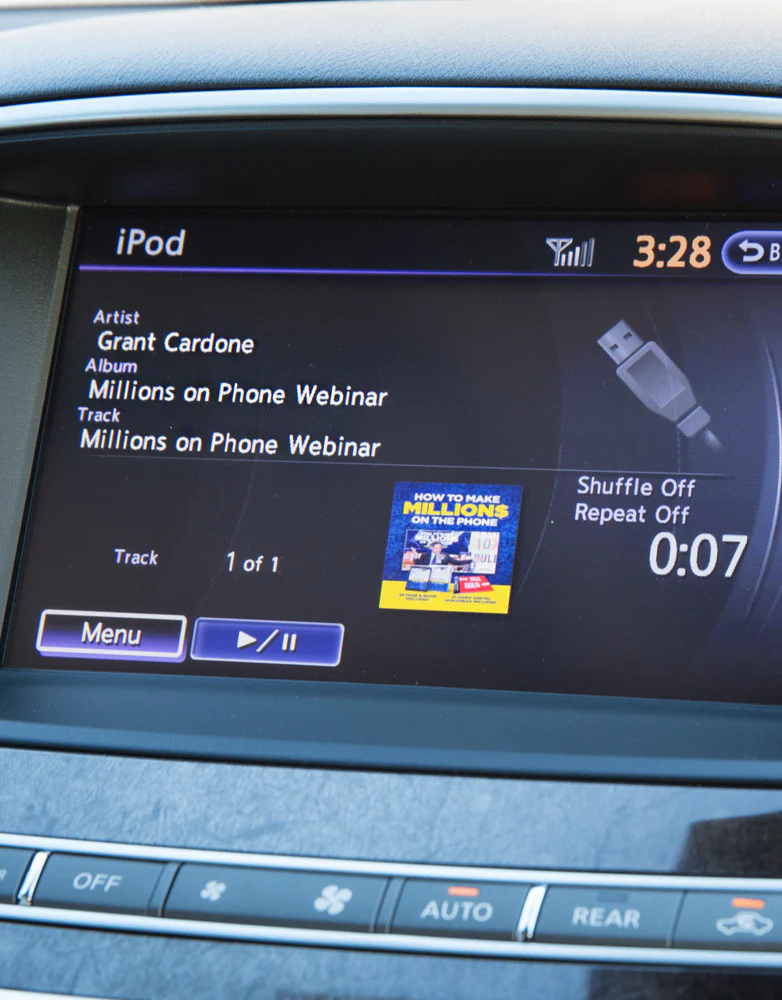 iPod
3:28
B
Artist
Grant Cardone
Album
Millions on Phone Webinar
Track
Millions on Phone Webinar
Shuffle Off
Repeat Off
0:07
HOW TO MAKE
MILLION$
ON THE PHONE
Track 1 of 1
Menu
OFF
AUTO
REAR